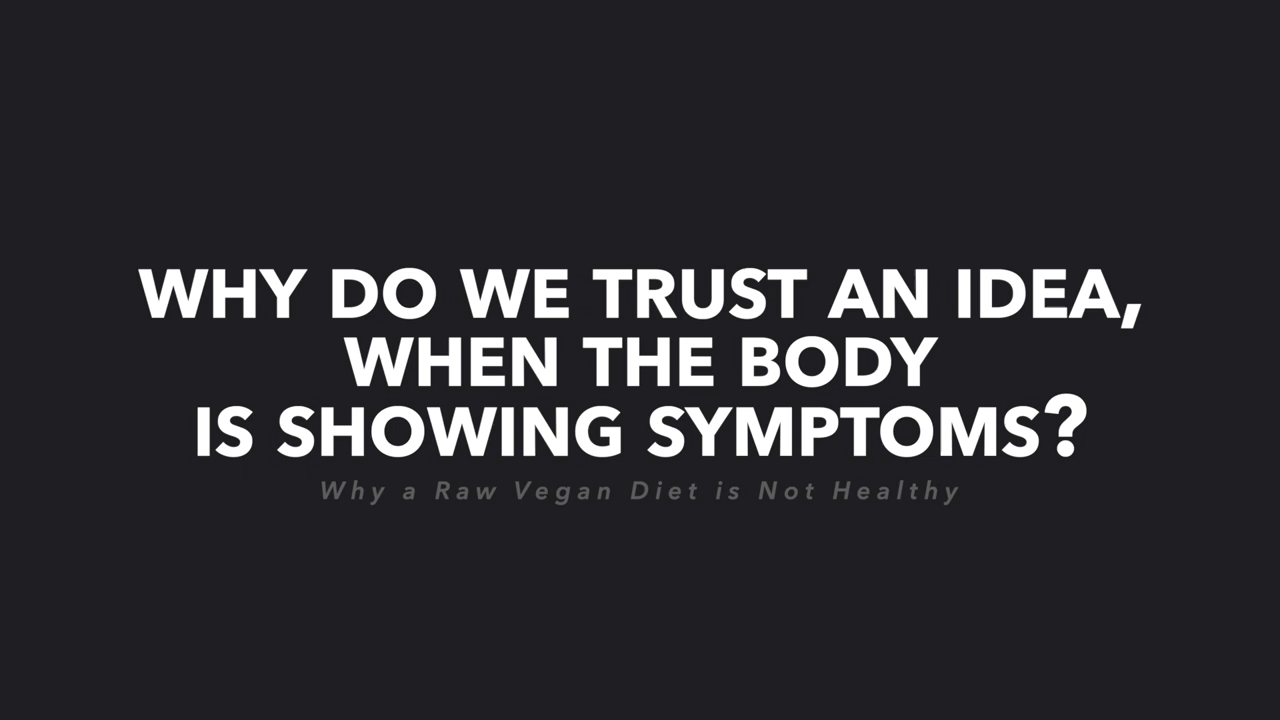 WHY DO WE TRUST AN IDEA,
WHEN THE BODY
IS SHOWING SYMPTOMS?
Why a Raw Vegan Diet is Not Healthy